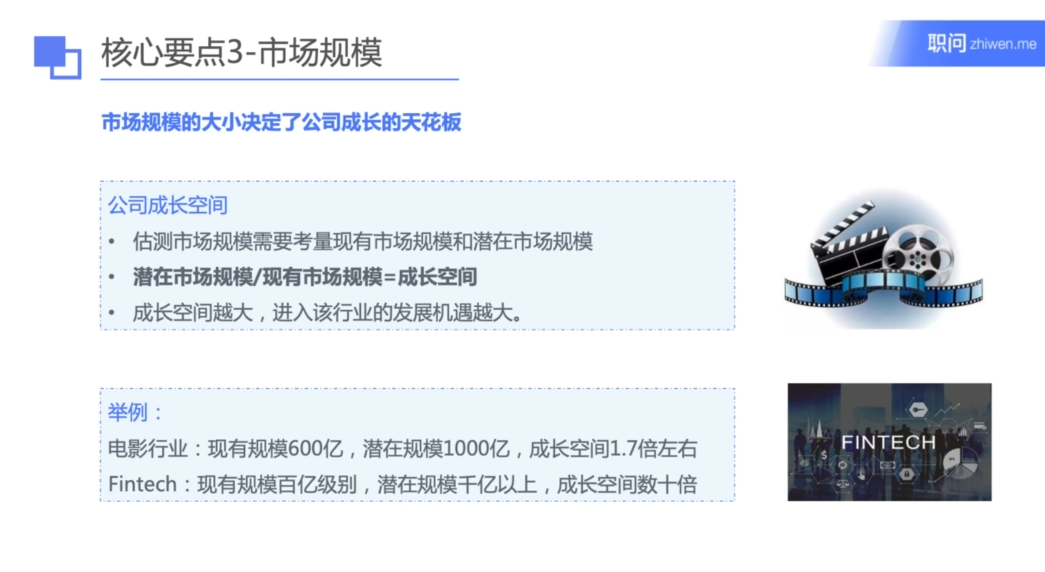 核心要点3-市场规模
职问 zhiwen.me
市场规模的大小决定了公司成长的天花板
公司成长空间
• 估测市场规模需要考量现有市场规模和潜在市场规模
• 潜在市场规模/现有市场规模=成长空间
• 成长空间越大，进入该行业的发展机遇越大。
举例：
电影行业：现有规模600亿，潜在规模1000亿，成长空间1.7倍左右
Fintech：现有规模百亿级别，潜在规模千亿以上，成长空间数十倍
FINTECH